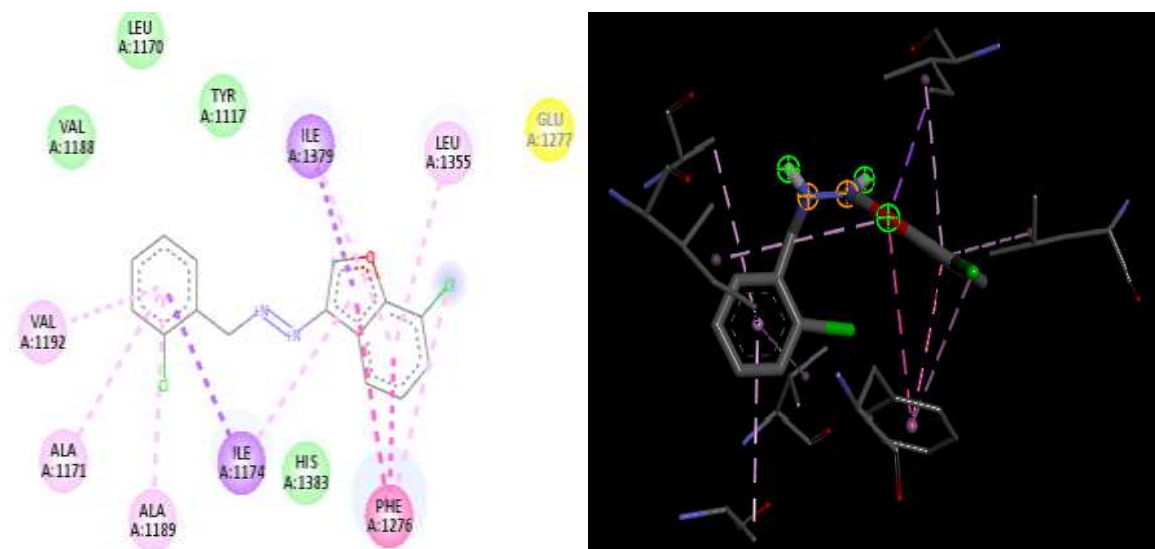 LEU
A:1170
TYR
A:1117
VAL
A:1188
ILE
A:1379
LEU
A:1355
GLU
A:1277
O
Cl
N
N
VAL
A:1192
Cl
ALA
A:1171
ILE
A:1174
HIS
A:1383
ALA
A:1189
PHE
A:1276